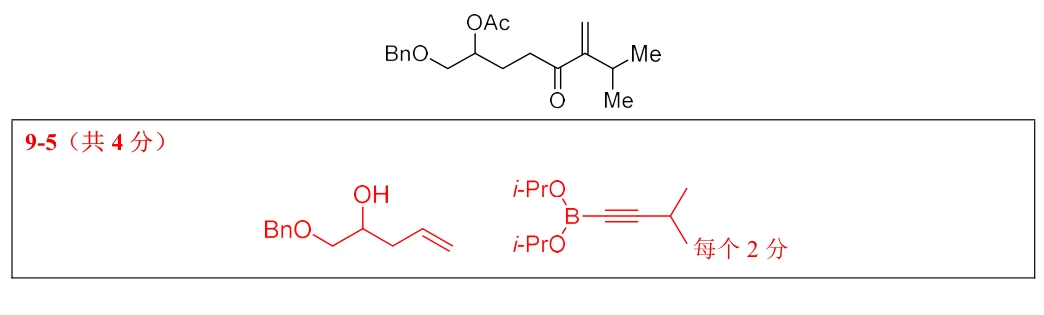 OAc
BnO
Me
O
Me
9-5（共 4 分）
OH
BnO
i-PrO
B
i-PrO
每个 2 分